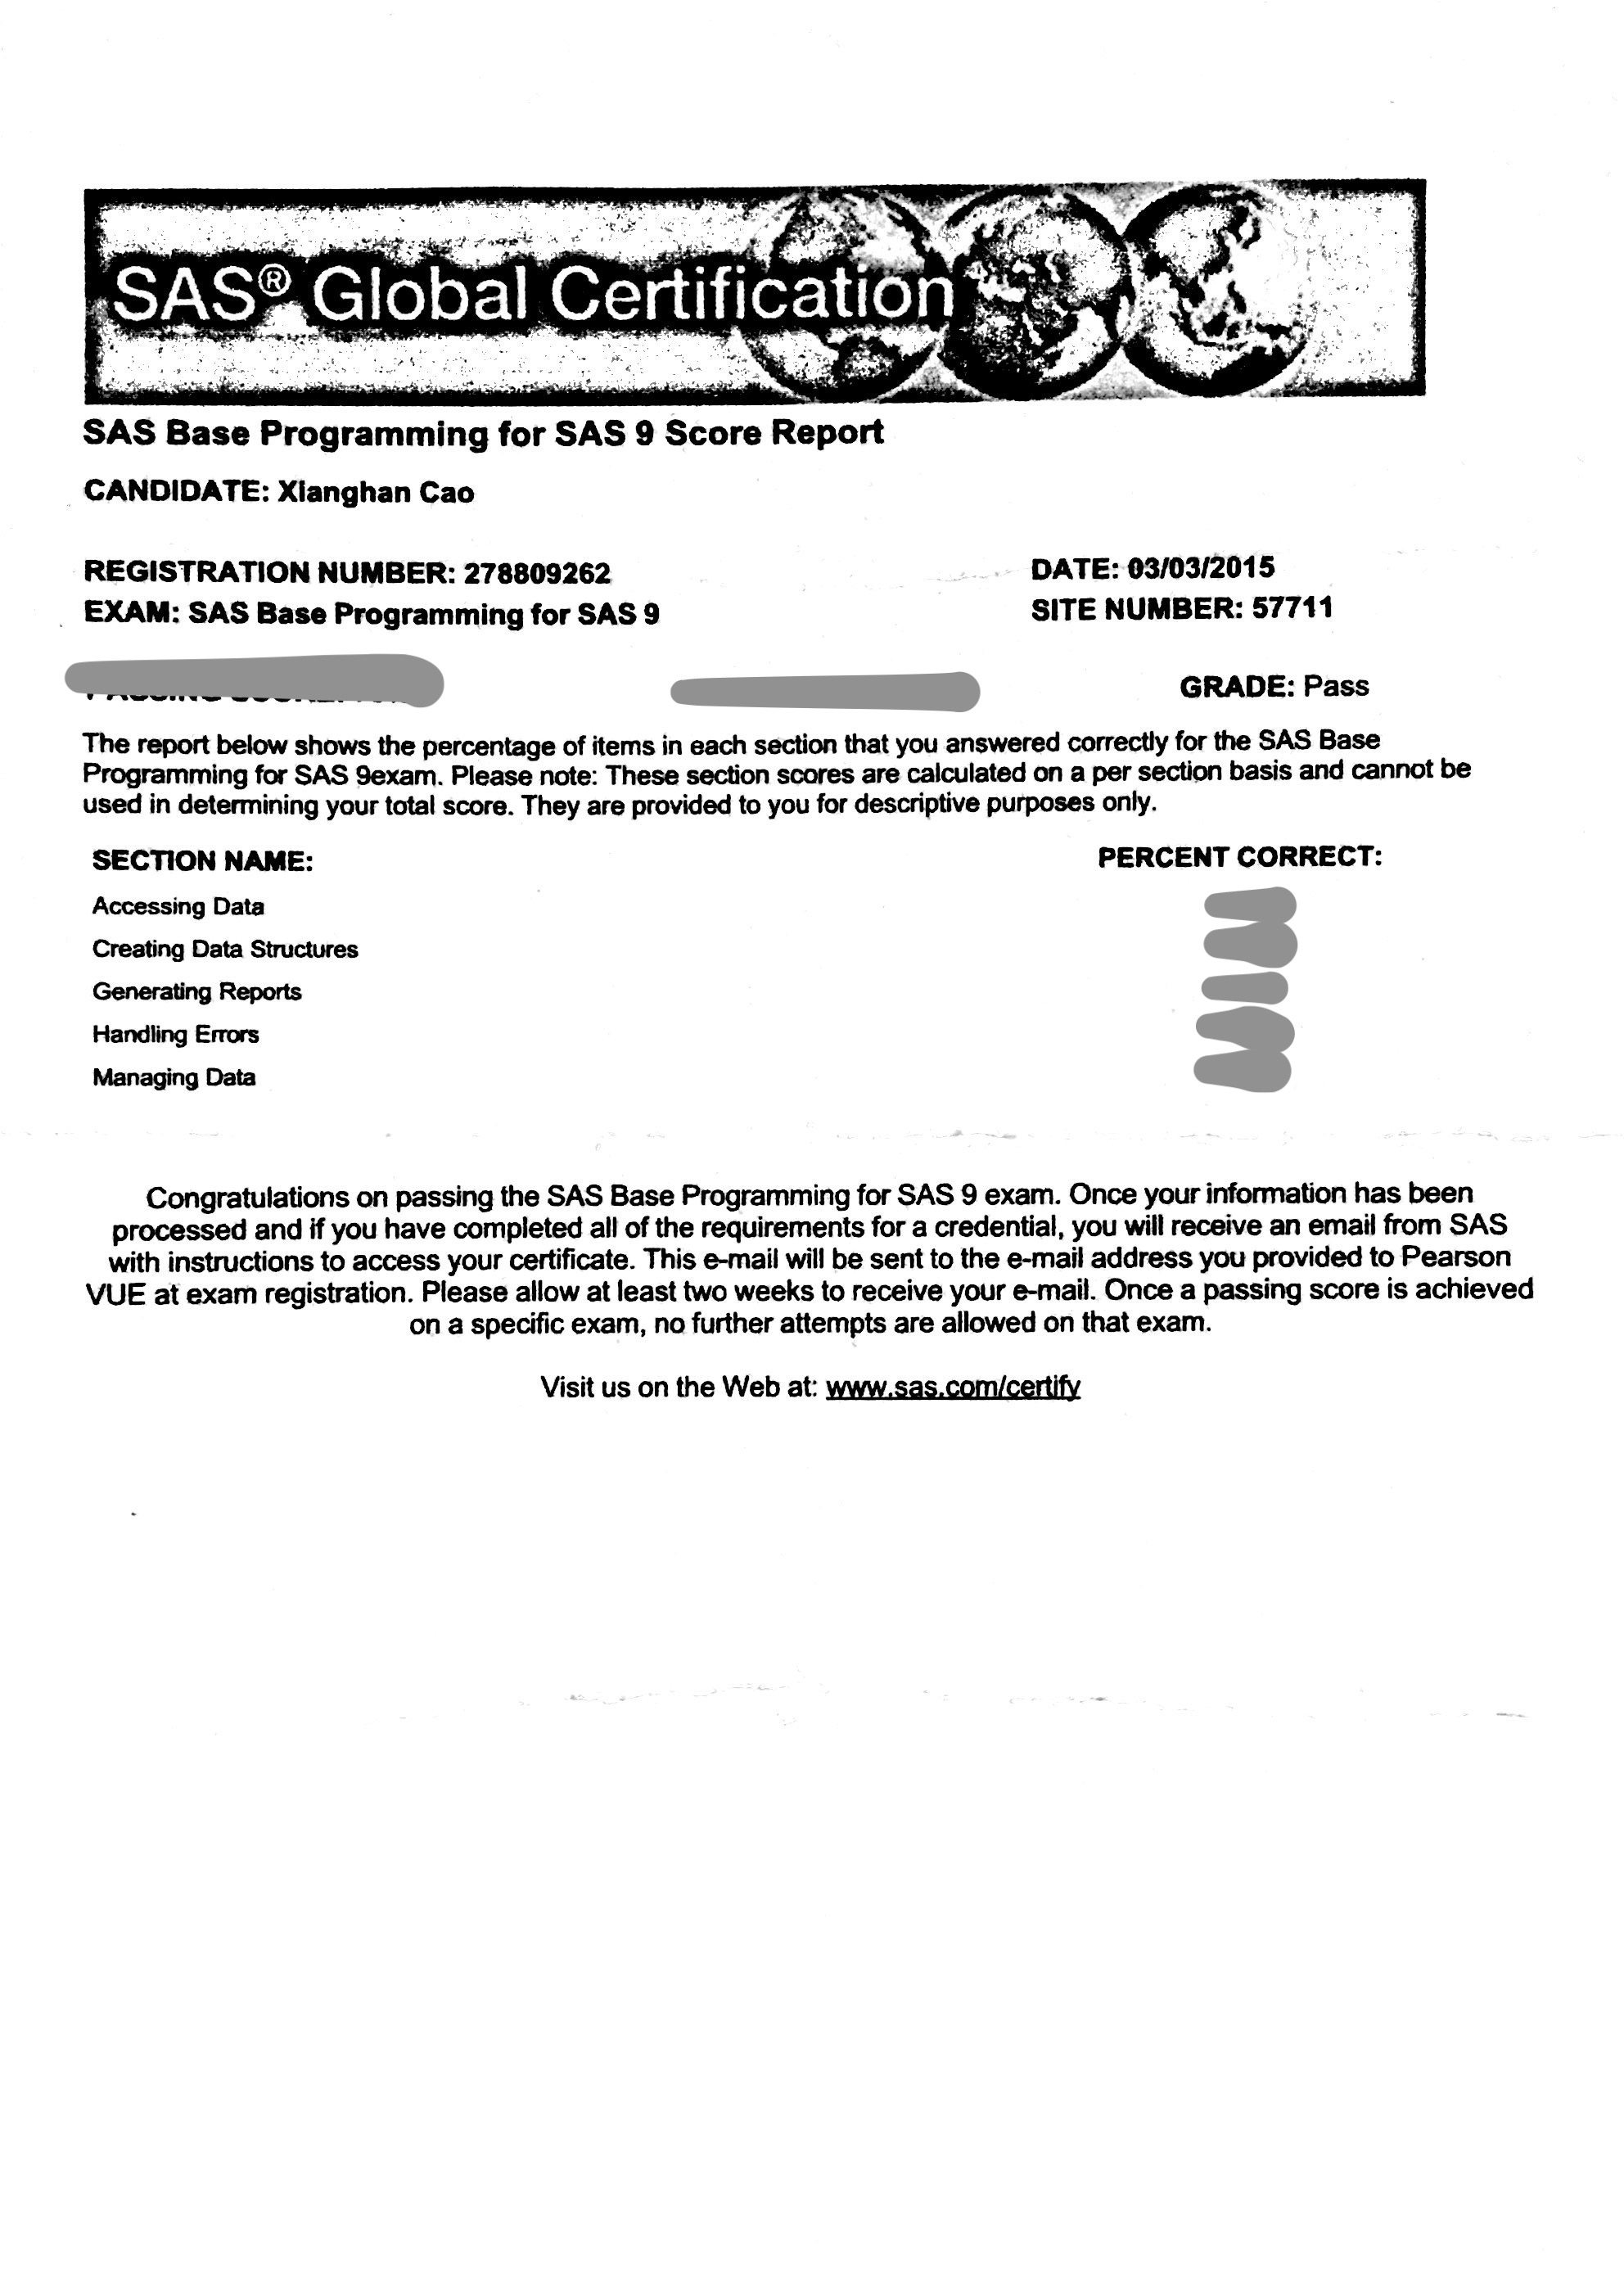 SAS® Global Certification
SAS Base Programming for SAS 9 Score Report
CANDIDATE: Xianghan Cao
REGISTRATION NUMBER: 278809262
DATE: 03/03/2015
EXAM: SAS Base Programming for SAS 9
SITE NUMBER: 57711
GRADE: Pass
The report below shows the percentage of items in each section that you answered correctly for the SAS Base
Programming for SAS 9exam. Please note: These section scores are calculated on a per section basis and cannot be
used in determining your total score. They are provided to you for descriptive purposes only.
SECTION NAME:
PERCENT CORRECT:
Accessing Data
Creating Data Structures
Generating Reports
Handling Errors
Managing Data
Congratulations on passing the SAS Base Programming for SAS 9 exam. Once your information has been
processed and if you have completed all of the requirements for a credential, you will receive an email from SAS
with instructions to access your certificate. This e-mail will be sent to the e-mail address you provided to Pearson
VUE at exam registration. Please allow at least two weeks to receive your e-mail. Once a passing score is achieved
on a specific exam, no further attempts are allowed on that exam.
Visit us on the Web at: www.sas.com/certify